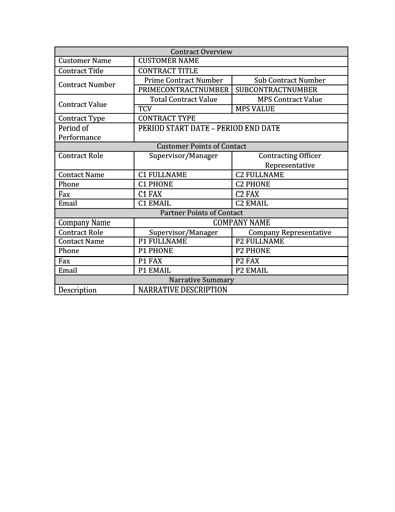 Contract Overview
Customer Name CUSTOMER NAME
Contract Title CONTRACT TITLE
Contract Number Prime Contract Number Sub Contract Number
PRIMECONTRACTNUMBER SUBCONTRACTNUMBER
Contract Value Total Contract Value MPS Contract Value
TCV MPS VALUE
Contract Type CONTRACT TYPE
Period of PERIOD START DATE – PERIOD END DATE
Performance
Customer Points of Contact
Contract Role Supervisor/Manager Contracting Officer
Representative
Contact Name C1 FULLNAME C2 FULLNAME
Phone C1 PHONE C2 PHONE
Fax C1 FAX C2 FAX
Email C1 EMAIL C2 EMAIL
Partner Points of Contact
Company Name COMPANY NAME
Contract Role Supervisor/Manager Company Representative
Contact Name P1 FULLNAME P2 FULLNAME
Phone P1 PHONE P2 PHONE
Fax P1 FAX P2 FAX
Email P1 EMAIL P2 EMAIL
Narrative Summary
Description NARRATIVE DESCRIPTION